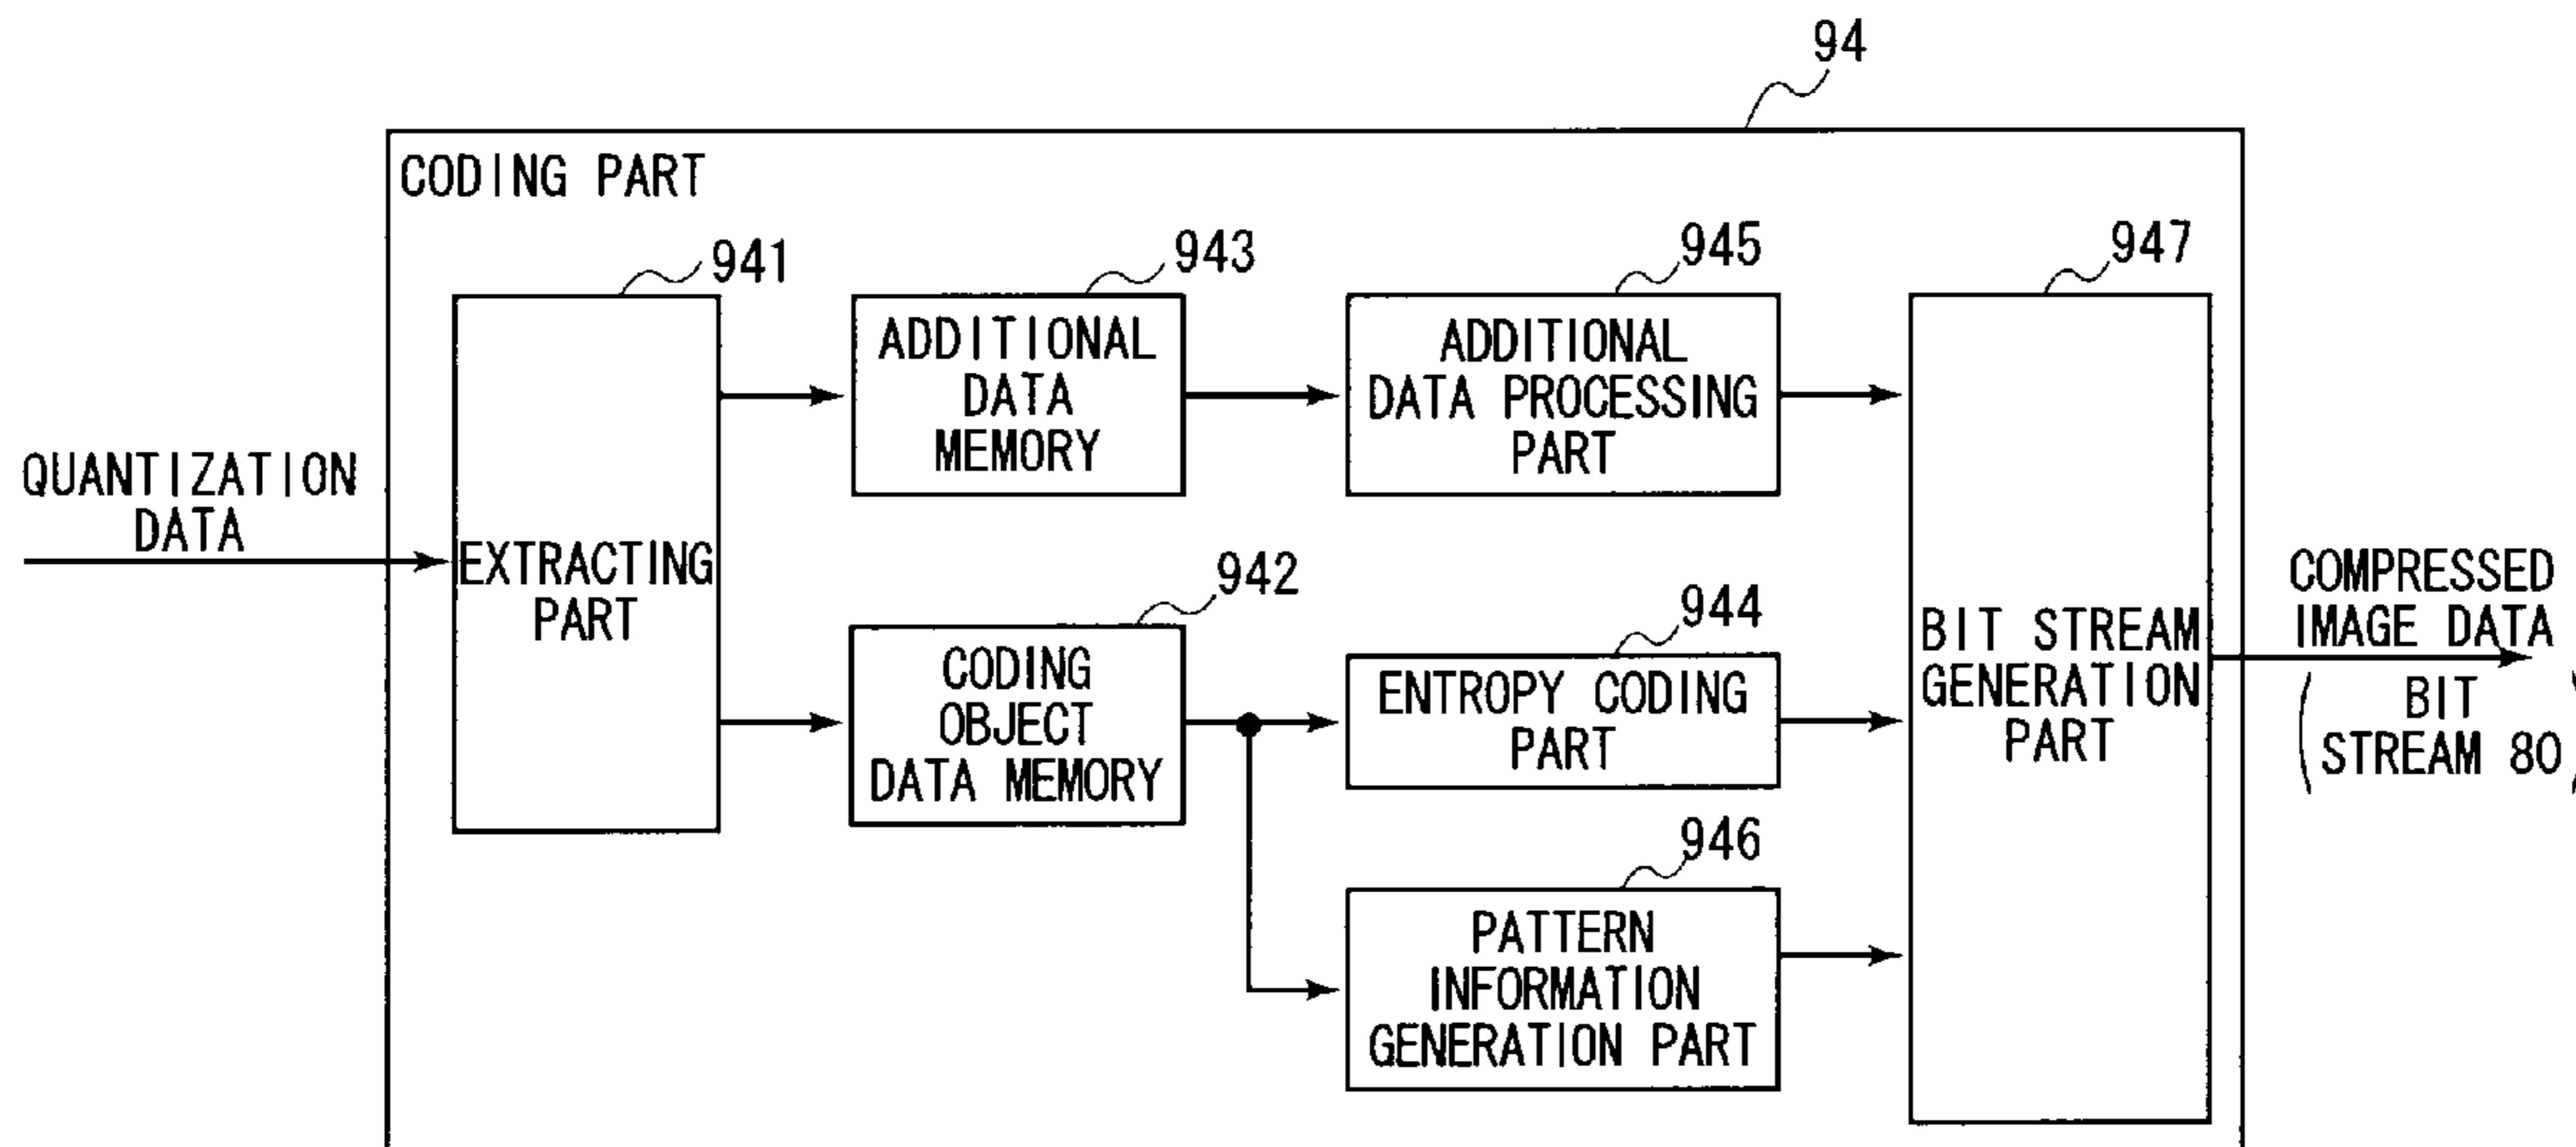 94
CODING PART
941
943
945
947
ADDITIONAL
DATA
MEMORY
ADDITIONAL
DATA PROCESSING
PART
QUANTIZATION
DATA
EXTRACTING
PART
942
CODING
OBJECT
DATA MEMORY
944
ENTROPY CODING
PART
BIT STREAM
GENERATION
PART
COMPRESSED
IMAGE DATA
( BIT
STREAM 80 )
946
PATTERN
INFORMATION
GENERATION PART